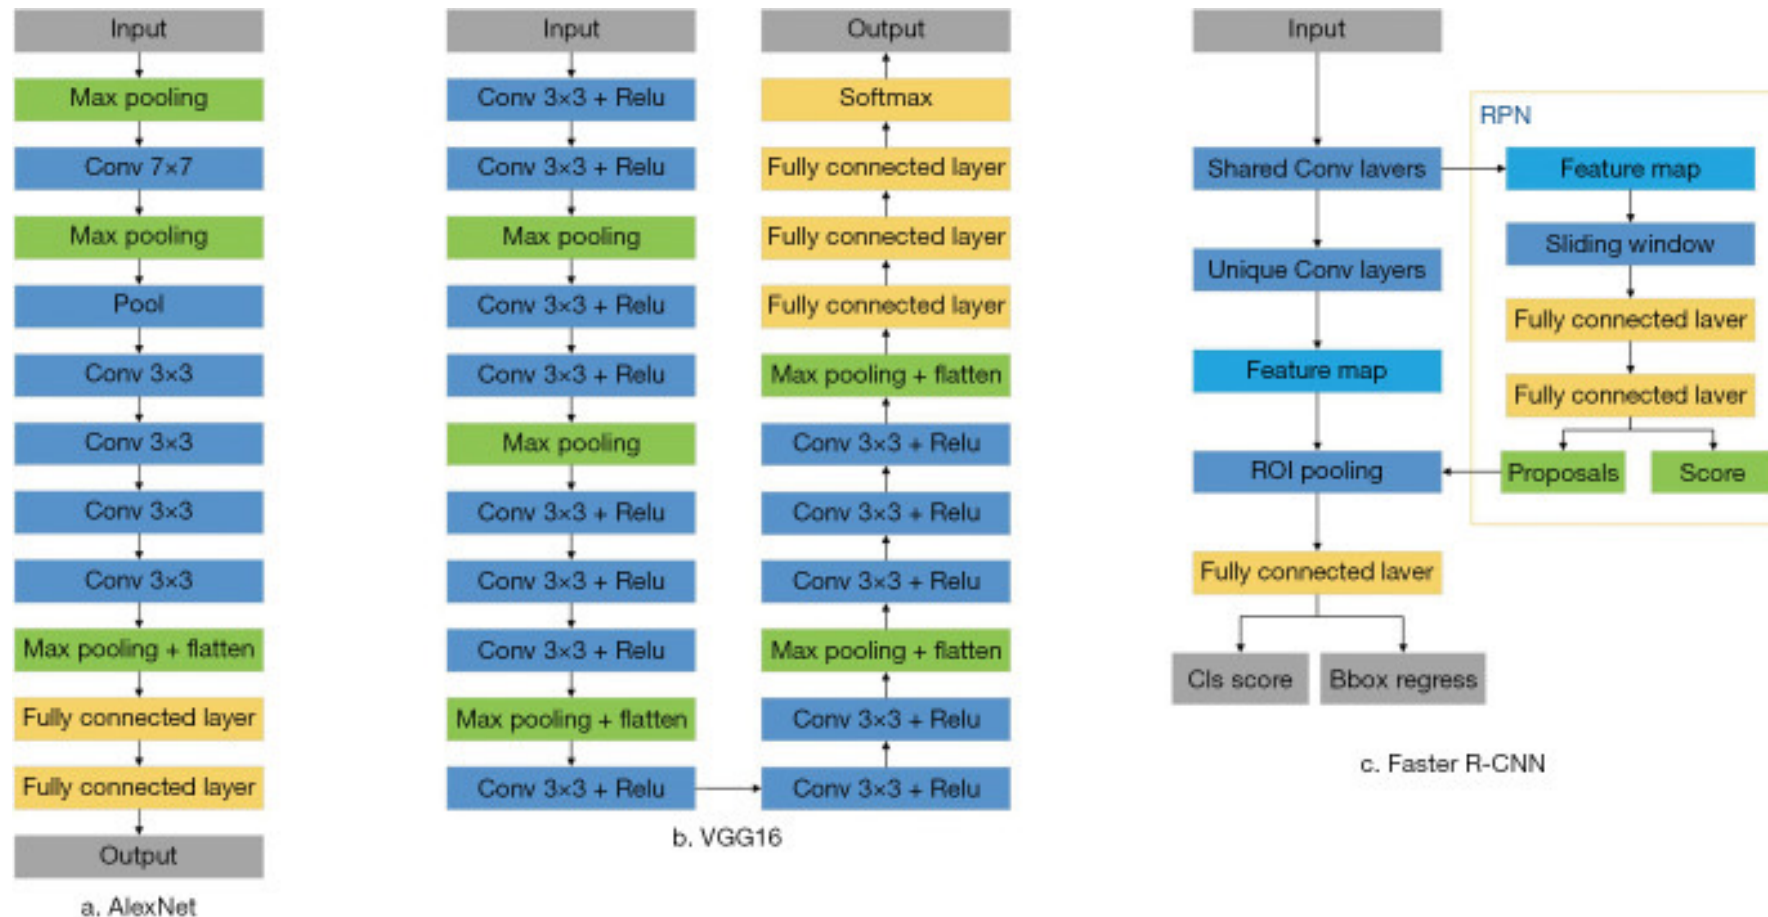 Input
Max pooling
Conv 7×7
Max pooling
Pool
Conv 3×3
Conv 3×3
Conv 3×3
Conv 3×3
Max pooling + flatten
Fully connected layer
Fully connected layer
Output
a. AlexNet
Input
Conv 3×3 + Relu
Conv 3×3 + Relu
Max pooling
Conv 3×3 + Relu
Conv 3×3 + Relu
Max pooling
Conv 3×3 + Relu
Conv 3×3 + Relu
Conv 3×3 + Relu
Max pooling + flatten
Conv 3×3 + Relu
Output
Softmax
Fully connected layer
Fully connected layer
Fully connected layer
Max pooling + flatten
Conv 3×3 + Relu
Conv 3×3 + Relu
Conv 3×3 + Relu
Max pooling + flatten
Conv 3×3 + Relu
Conv 3×3 + Relu
b. VGG16
Input
Shared Conv lavers
Unique Conv layers
Feature map
ROI pooling
Fully connected laver
Cls score
Bbox regress
RPN
Feature map
Sliding window
Fully connected laver
Fully connected laver
Proposals
Score
c. Faster R-CNN